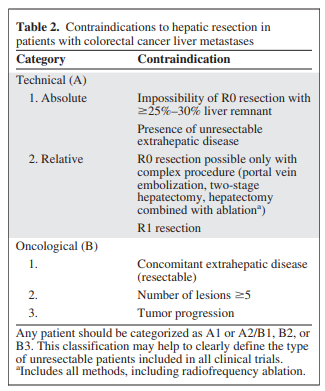 Table 2. Contraindications to hepatic resection in
patients with colorectal cancer liver metastases
Category Contraindication
Technical (A)
1. Absolute Impossibility of R0 resection with
≥25%–30% liver remnant
Presence of unresectable
extrahepatic disease
2. Relative R0 resection possible only with
complex procedure (portal vein
embolization, two-stage
hepatectomy, hepatectomy
combined with ablationᵃ)
R1 resection
Oncological (B)
1. Concomitant extrahepatic disease
(resectable)
2. Number of lesions ≥5
3. Tumor progression
Any patient should be categorized as A1 or A2/B1, B2, or
B3. This classification may help to clearly define the type
of unresectable patients included in all clinical trials.
ᵃIncludes all methods, including radiofrequency ablation.